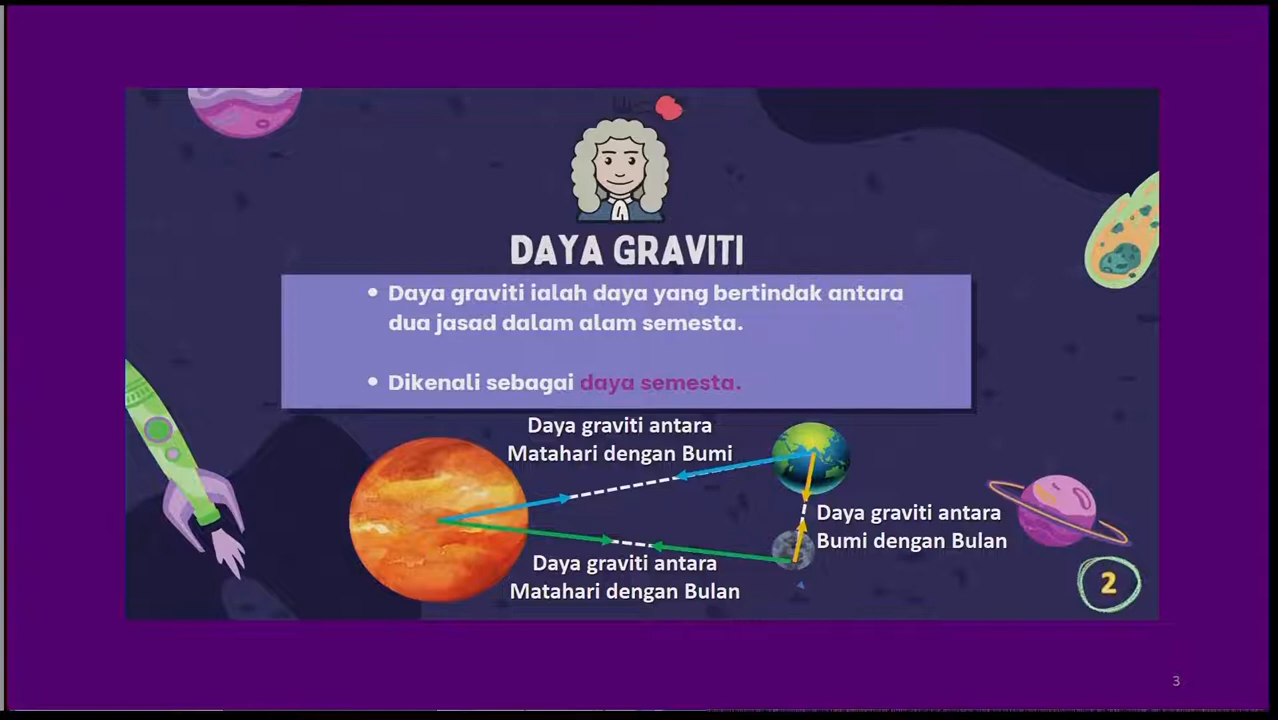 DAYA GRAVITI
• Daya graviti ialah daya yang bertindak antara
dua jasad dalam alam semesta.
• Dikenali sebagai daya semesta.
Daya graviti antara
Matahari dengan Bumi
Daya graviti antara
Bumi dengan Bulan
Daya graviti antara
Matahari dengan Bulan
2
3